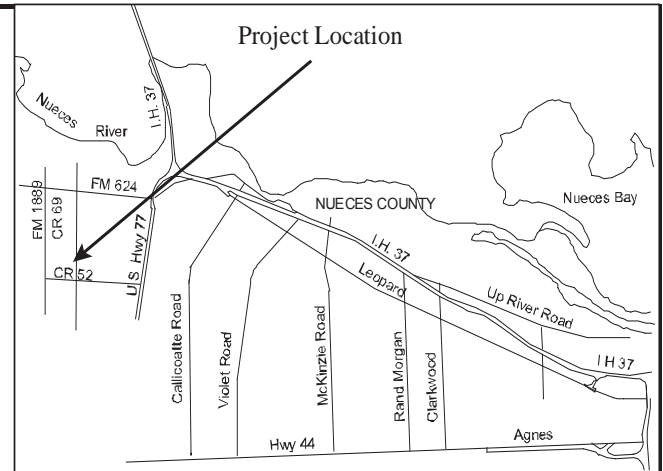 Project Location
Nueces
River
I.H. 37
FM 624
NUECES COUNTY
Nueces Bay
FM 1889
CR 69
U S Hwy 77
CR 52
I.H. 37
Leopard
Up River Road
I H 37
Callicoatte Road
Violet Road
McKinzie Road
Rand Morgan
Clarkwood
Hwy 44
Agnes